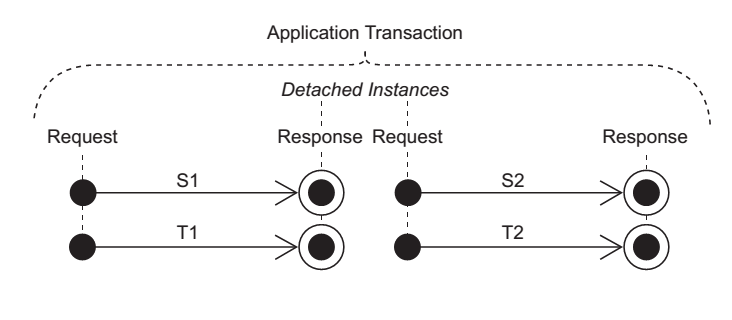 Application Transaction
Detached Instances
Request Response Request Response
S1 S2
T1 T2